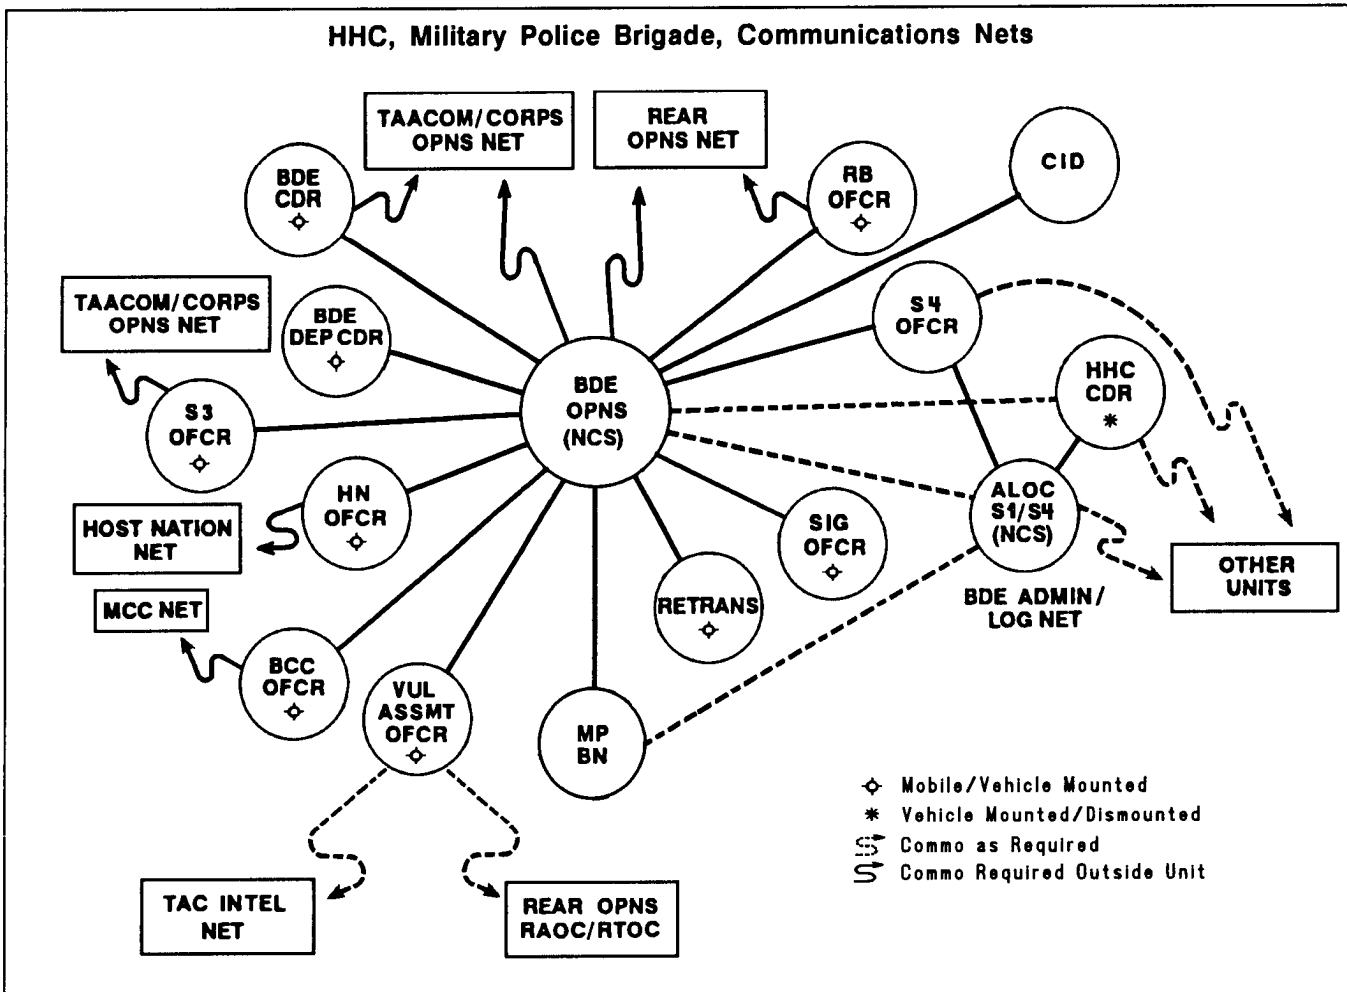 HHC, Military Police Brigade, Communications Nets
TAACOM/CORPS
OPNS NET
REAR
OPNS NET
BDE
CDR
RB
OFCR
CID
TAACOM/CORPS
OPNS NET
BDE
DEP CDR
S4
OFCR
S3
OFCR
BDE
OPNS
(NCS)
HHC
CDR
HN
OFCR
HOST NATION
NET
SIG
OFCR
ALOC
S1/S4
(NCS)
BDE ADMIN/
LOG NET
OTHER
UNITS
MCC NET
RETRANS
BCC
OFCR
VUL
ASSMT
OFCR
MP
BN
Mobile/Vehicle Mounted
Vehicle Mounted/Dismounted
Commo as Required
Commo Required Outside Unit
TAC INTEL
NET
REAR OPNS
RAOC/RTOC